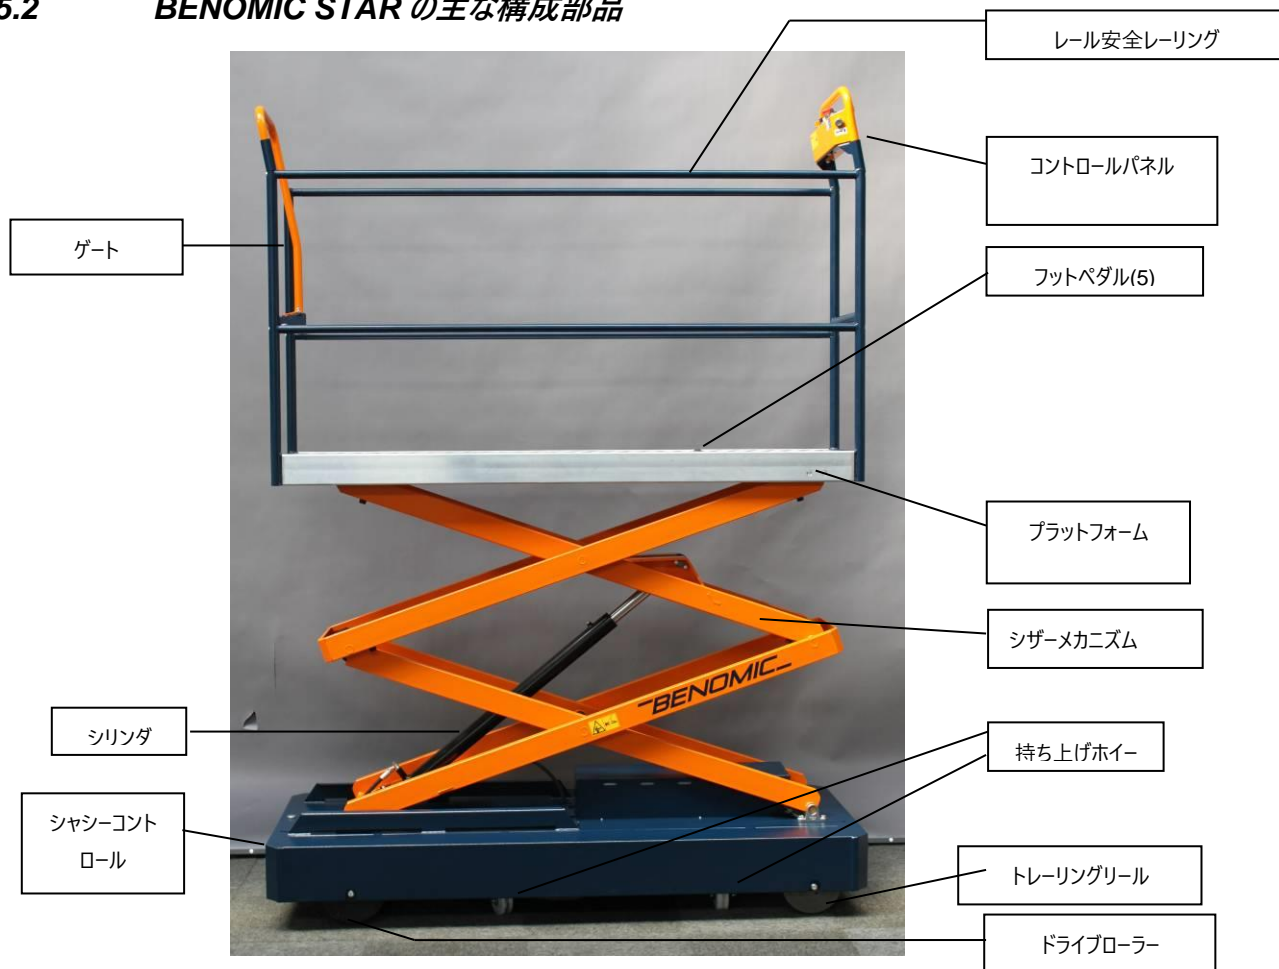 5.2 BENOMIC STAR の主な構成部品
レール安全レーリング
コントロールパネル
ゲート
フットペダル(5)
プラットフォーム
シザーメカニズム
BENOMIC
シリンダ
持ち上げホイー
シャシーコント
ロール
トレーリングリール
ドライブローラー